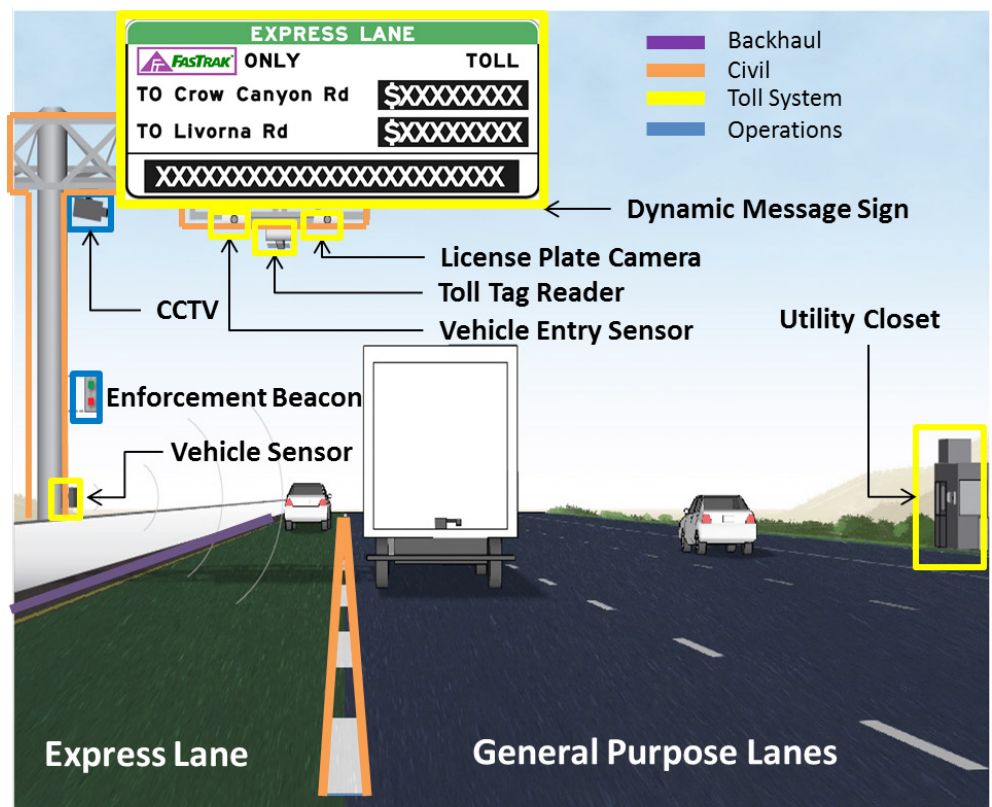 EXPRESS LANE
FASTRAK ONLY TOLL
TO Crow Canyon Rd $XXXXXXXX
TO Livorna Rd $XXXXXXXX
XXXXXXXXXXXXXXXXXXXXXXXX
Backhaul
Civil
Toll System
Operations
Dynamic Message Sign
License Plate Camera
Toll Tag Reader
CCTV
Vehicle Entry Sensor
Utility Closet
Enforcement Beacon
Vehicle Sensor
Express Lane
General Purpose Lanes